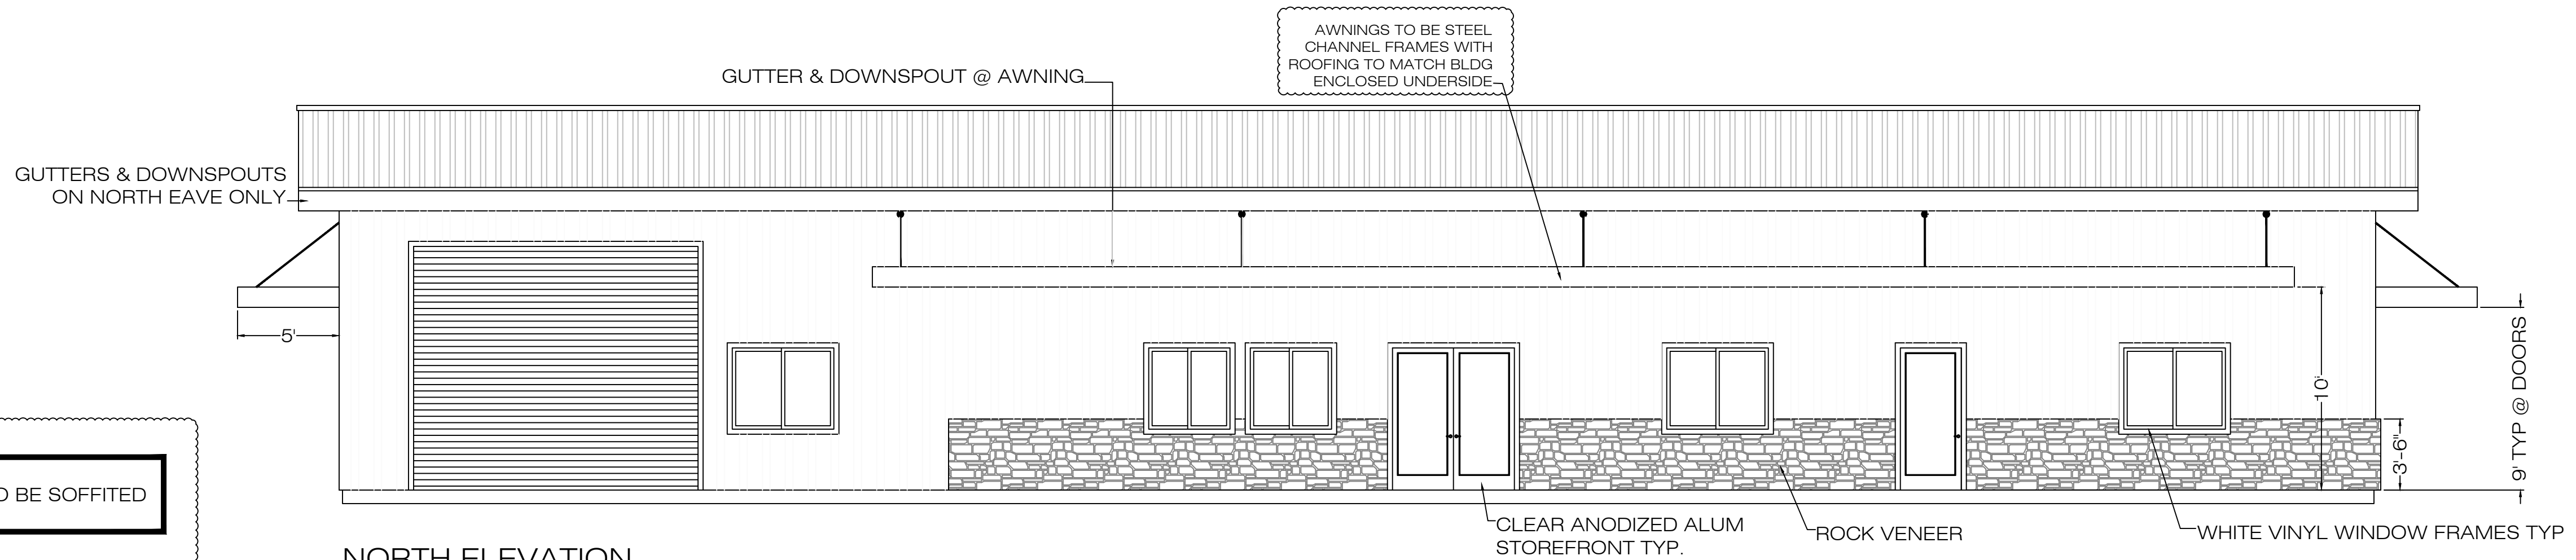 AWNINGS TO BE STEEL
CHANNEL FRAMES WITH
ROOFING TO MATCH BLDG
ENCLOSED UNDERSIDE
GUTTER & DOWNSPOUT @ AWNING
GUTTERS & DOWNSPOUTS
ON NORTH EAVE ONLY
5'
10'
3'-6"
9' TYP @ DOORS
BE SOFFITED
CLEAR ANODIZED ALUM
STOREFRONT TYP.
ROCK VENEER
WHITE VINYL WINDOW FRAMES TYP
NORTH ELEVATION